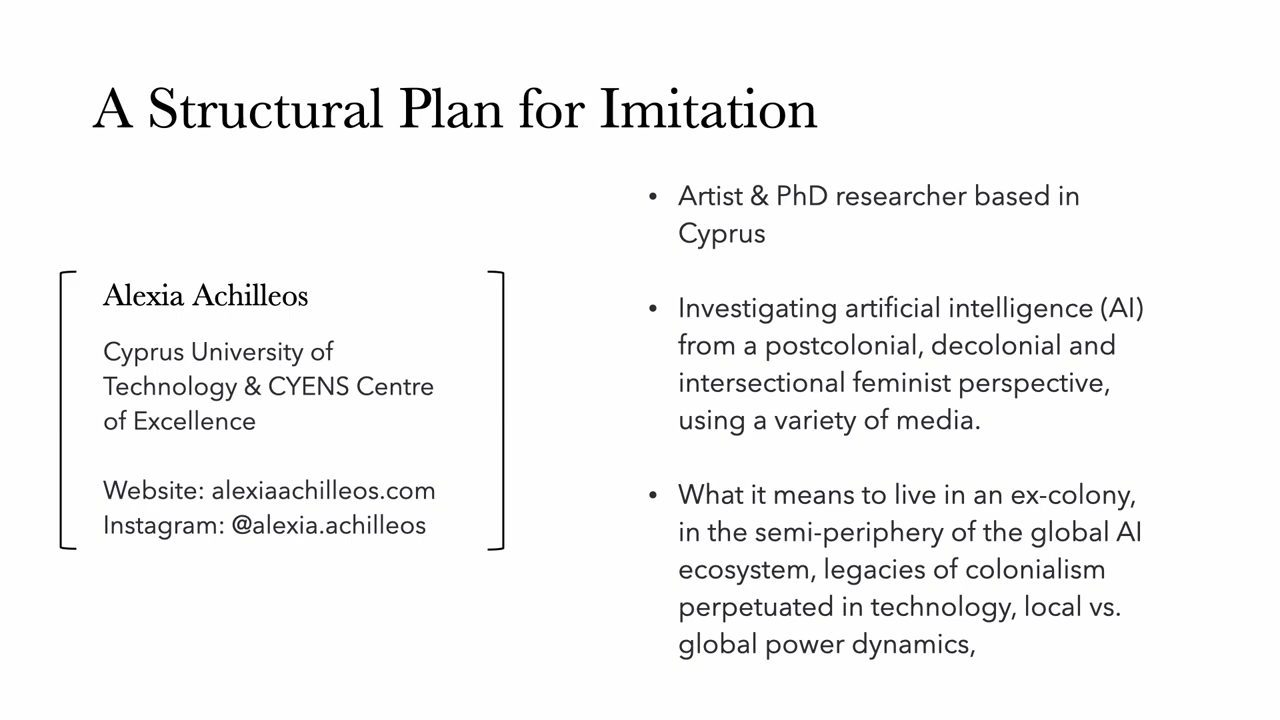 A Structural Plan for Imitation
Alexia Achilleos
Cyprus University of
Technology & CYENS Centre
of Excellence
Website: alexiaachilleos.com
Instagram: @alexia.achilleos
• Artist & PhD researcher based in
Cyprus
• Investigating artificial intelligence (AI)
from a postcolonial, decolonial and
intersectional feminist perspective,
using a variety of media.
• What it means to live in an ex-colony,
in the semi-periphery of the global AI
ecosystem, legacies of colonialism
perpetuated in technology, local vs.
global power dynamics,